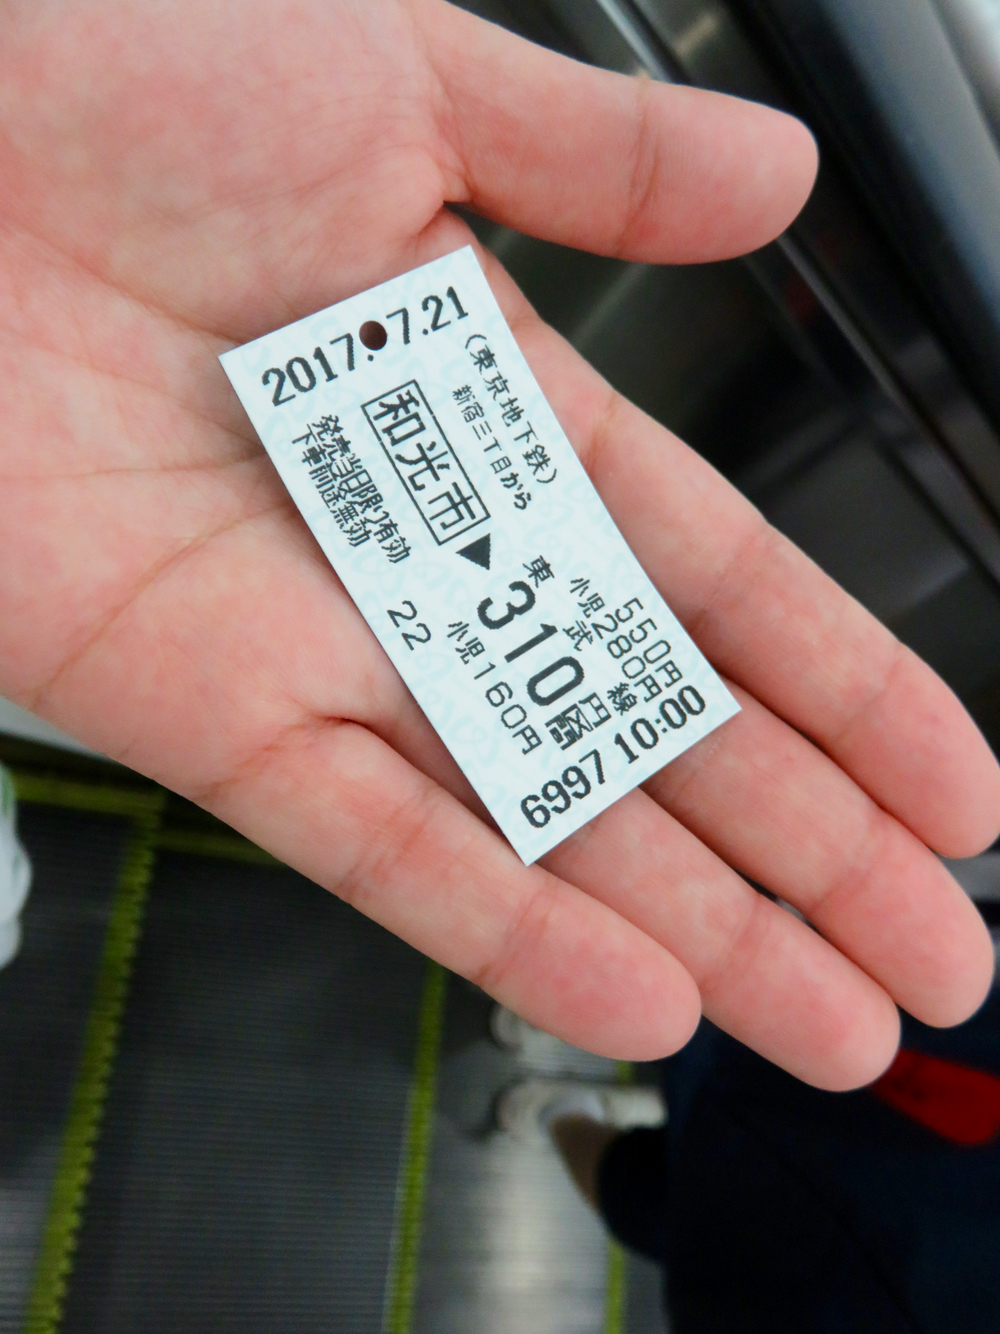 (東京地下鉄)
新宿三丁目から
550円
小児280円
和光市▶東武線310円区間
小児160円
発売当日限り有効
下車前途無効
22
2017.7.21
6997 10:00